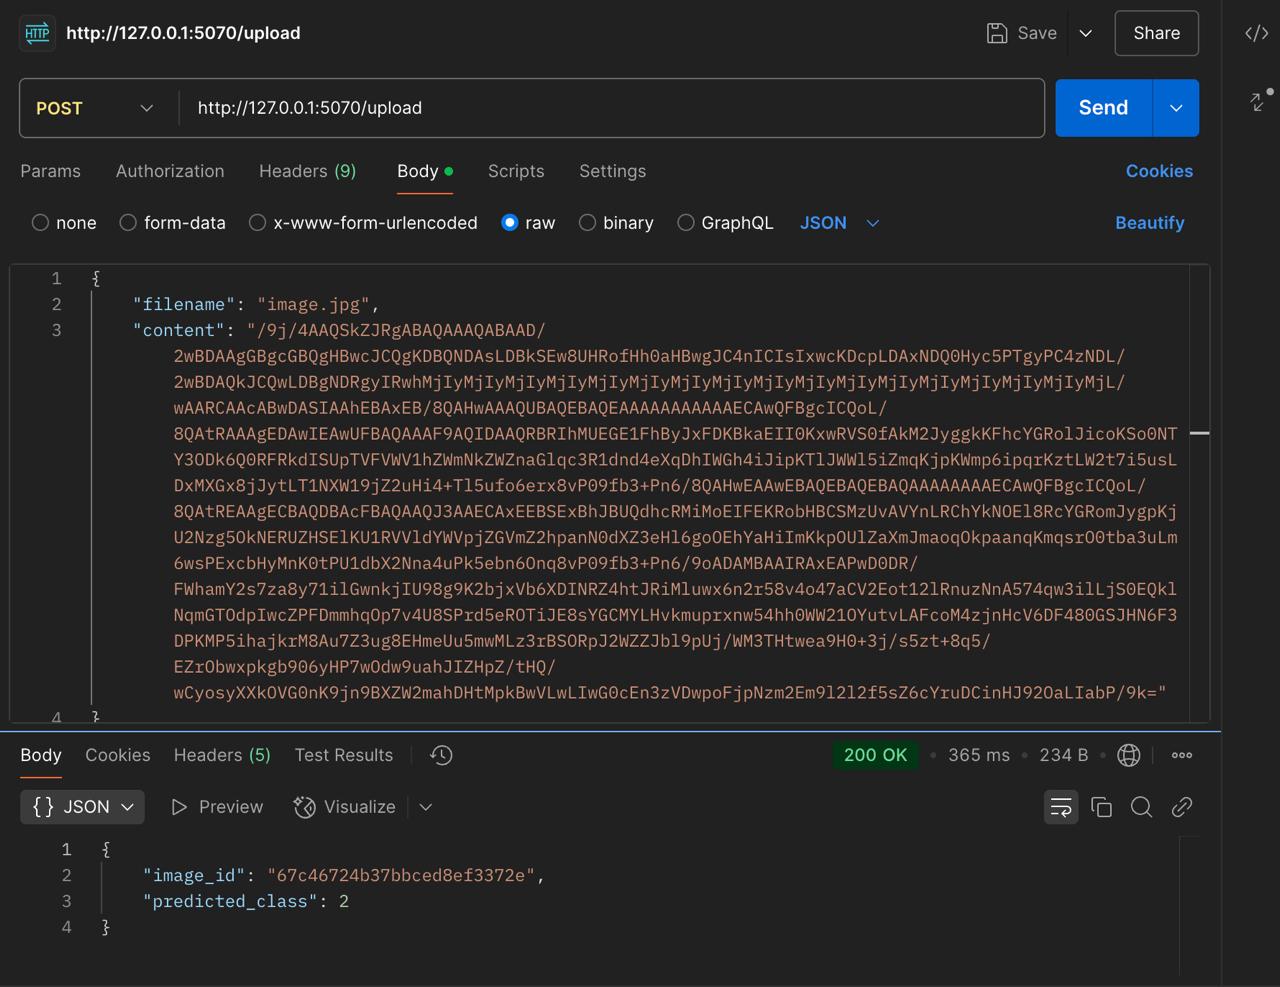 HTTP http://127.0.0.1:5070/upload Save Share
POST http://127.0.0.1:5070/upload Send
Params Authorization Headers (9) Body Scripts Settings Cookies
none form-data x-www-form-urlencoded raw binary GraphQL JSON Beautify
1 {
2 "filename": "image.jpg",
3 "content": "/9j/4AAQSkZJRgABAQAAAQABAAD/
2wBDAAgGBgcGBQgHBwcJCQgKDBQNDAsLDBkSEw8UHRofHh0aHBwgJC4nICIsIxwcKDcpLDAxNDQ0Hyc5PTgyPC4zNDL/
2wBDAQkJCQwLDBgNDRgyIRwhMjIyMjIyMjIyMjIyMjIyMjIyMjIyMjIyMjIyMjIyMjIyMjIyMjIyMjIyMjIyMjIyMjL/
wAARCAAcABwDASIAAhEBAxEB/8QAHwAAAQUBAQEBAQEAAAAAAAAAAAECAwQFBgcICQoL/
8QAtRAAAgEDAwIEAwUFBAQAAAF9AQIDAAQRBRIhMUEGE1FhByJxFDKBkaEII0KxwRVS0fAkM2JyggkKFhcYGRolJicoKSo0NT
Y3ODk6Q0RFRkdISUpTVFVWV1hZWmNkZWZnaGlqc3R1dnd4eXqDhIWGh4iJipKTlJWWl5iZmqKjpKWmp6ipqrKztLW2t7i5usL
DxMXGx8jJytLT1NXW19jZ2uHi4+Tl5ufo6erx8vP09fb3+Pn6/8QAHwEAAwEBAQEBAQEBAQAAAAAAAAECAwQFBgcICQoL/
8QAtREAAgECBAQDBAcFBAQAAQJ3AAECAxEEBSExBhJBUQdhcRMiMoEIFEKRobHBCSMzUvAVYnLRChYkNOEl8RcYGRomJygpKj
U2Nzg5OkNERUZHSElKU1RVVldYWVpjZGVmZ2hpanN0dXZ3eHl6goOEhYaHiImKkpOUlZaXmJmaoqOkpaanqKmqsrO0tba3uLm
6wsPExcbHyMnK0tPU1dbX2Nna4uPk5ebn6Onq8vP09fb3+Pn6/9oADAMBAAIRAxEAPwD0DR/
FWhamY2s7za8y71ilGwnkjIU98g9K2bjxVb6XDINRZ4htJRiMluwx6n2r58v4o47aCV2Eot12lRnuzNnA574qw3ilLjS0EQkl
NqmGTOdpIwcZPFDmmhqOp7v4U8SPrd5eROTiJE8sYGCMYLHvkmuprxnw54hh0WW21OYutvLAFcoM4zjnHcV6DF480GSJHN6F3
DPKMP5ihajkrM8Au7Z3ug8EHmeUu5mwMLz3rBSORpJ2WZZJbl9pUj/WM3THtwea9H0+3j/s5zt+8q5/
EZrObwxpkgb906yHP7wOdw9uahJIZHpZ/tHQ/
wCyosyXXkOVG0nK9jn9BXZW2mahDHtMpkBwVLwLIwG0cEn3zVDwpoFjpNzm2Em9l2l2f5sZ6cYruDCinHJ92OaLIabP/9k="
4 }
Body Cookies Headers (5) Test Results 200 OK 365 ms 234 B
{} JSON Preview Visualize
1 {
2 "image_id": "67c46724b37bbced8ef3372e",
3 "predicted_class": 2
4 }